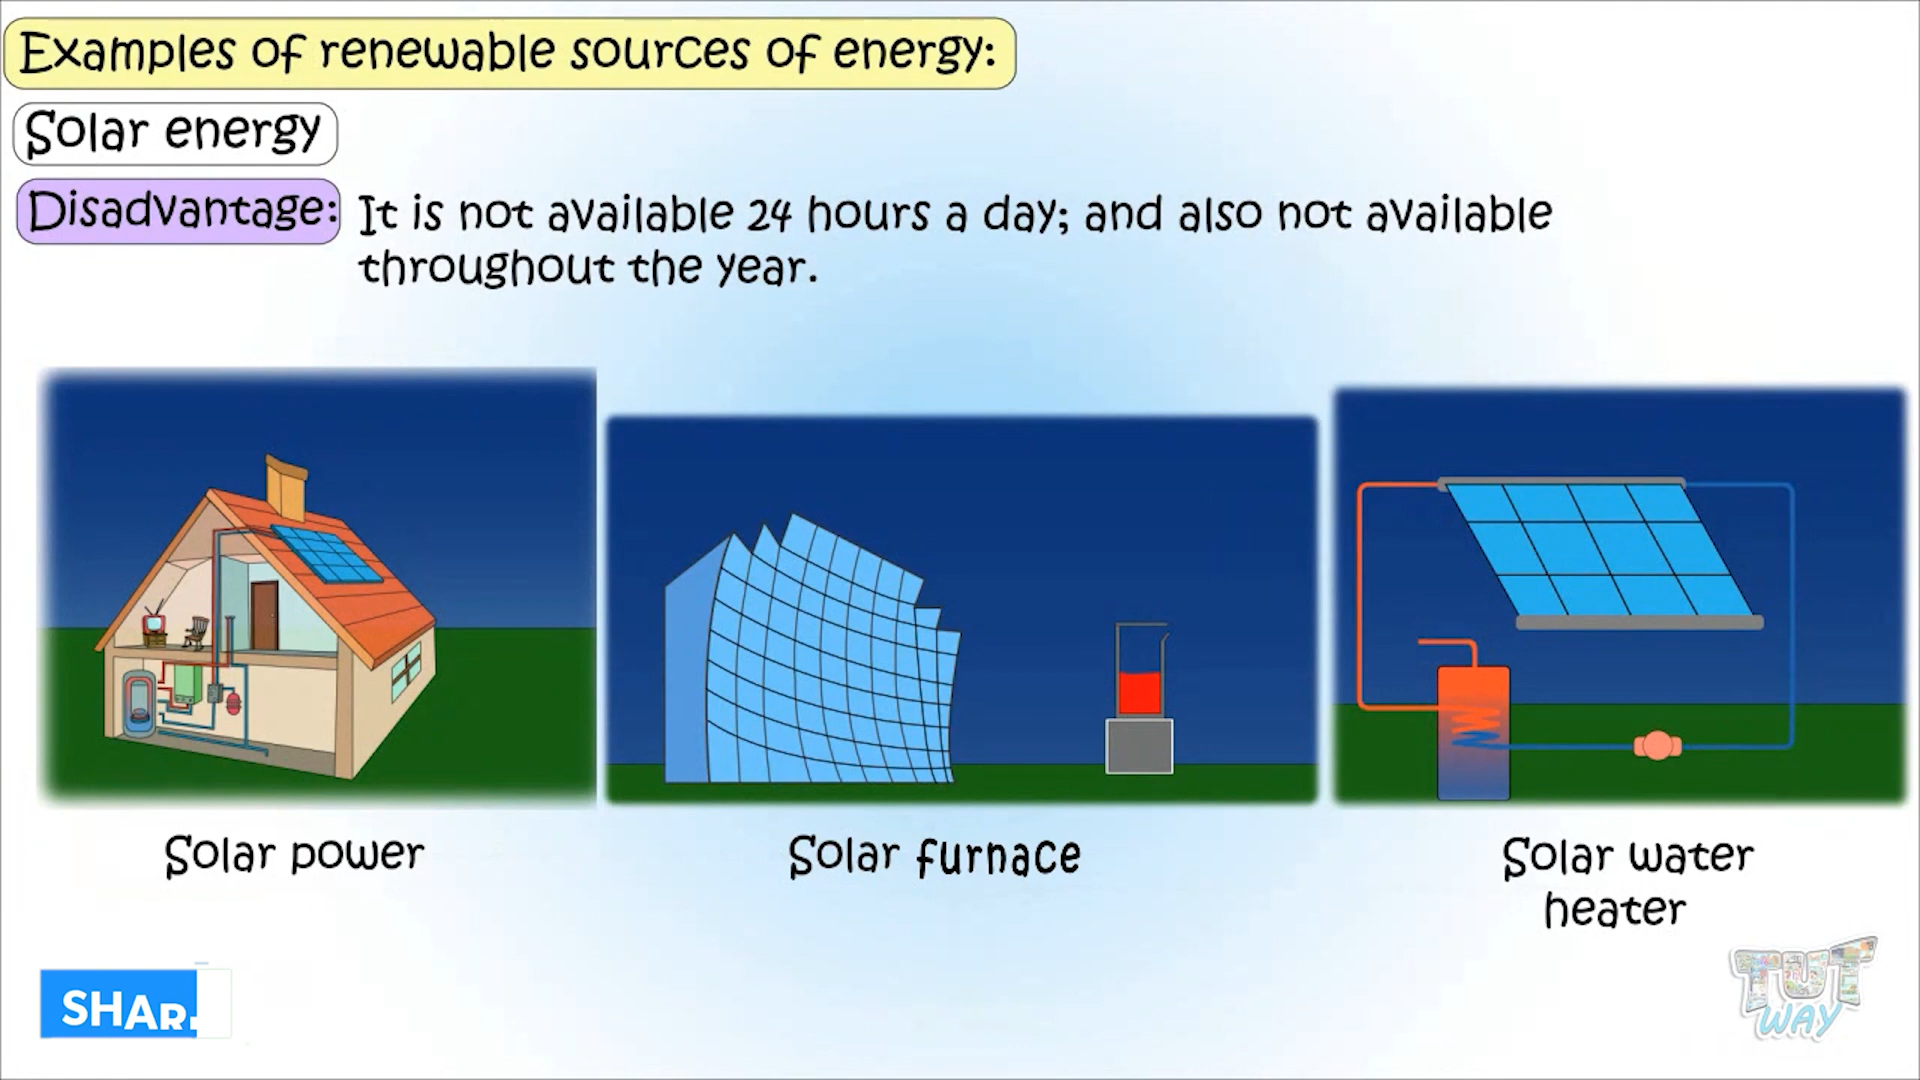 Examples of renewable sources of energy:
Solar energy
Disadvantage: It is not available 24 hours a day; and also not available
throughout the year.
Solar power
Solar furnace
Solar water
heater
SHAR
TUT
WAY